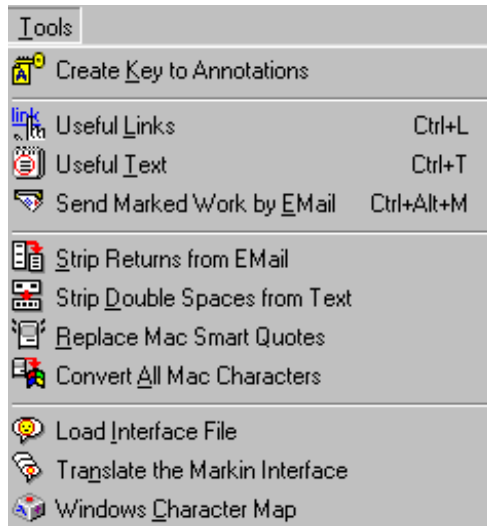 Tools
Create Key to Annotations
Useful Links Ctrl+L
Useful Text Ctrl+T
Send Marked Work by EMail Ctrl+Alt+M
Strip Returns from EMail
Strip Double Spaces from Text
Replace Mac Smart Quotes
Convert All Mac Characters
Load Interface File
Translate the Markin Interface
Windows Character Map